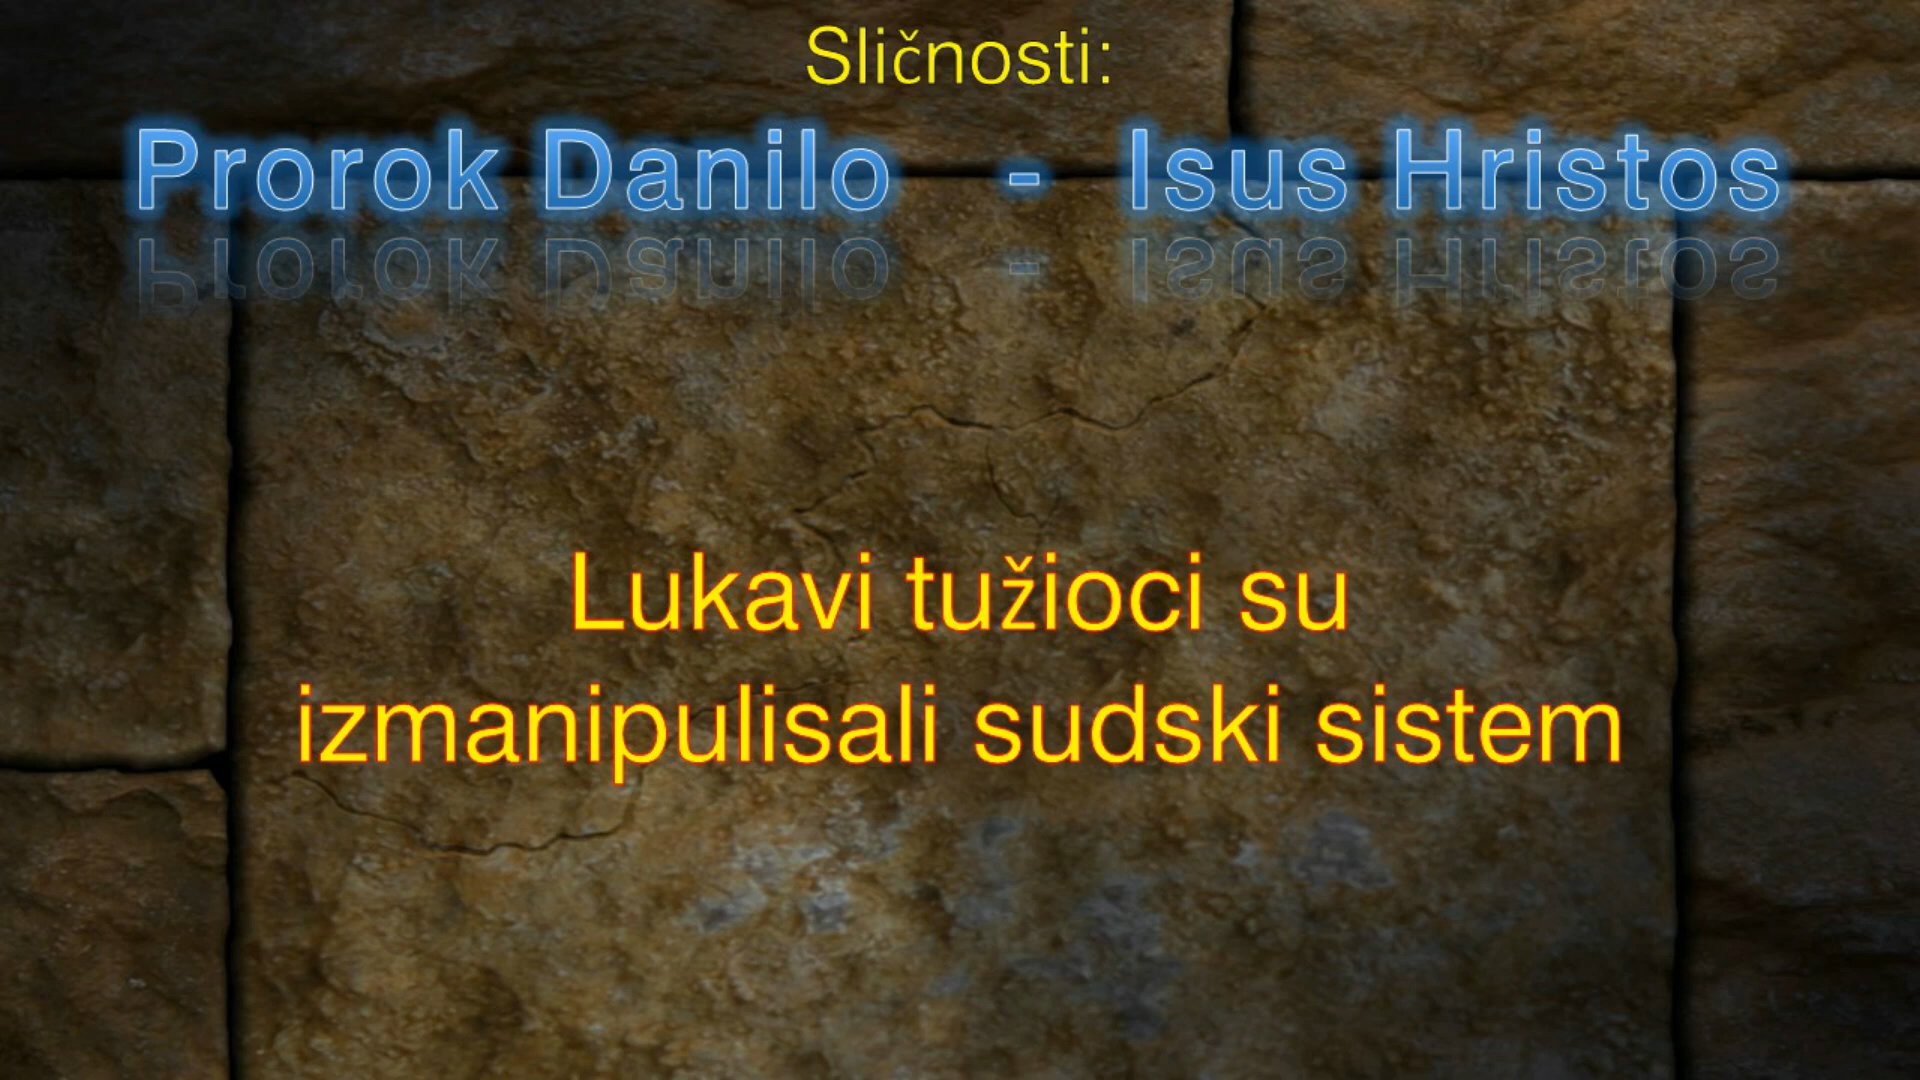 Sličnosti:
Prorok Danilo - Isus Hristos
Lukavi tužioci su
izmanipulisali sudski sistem